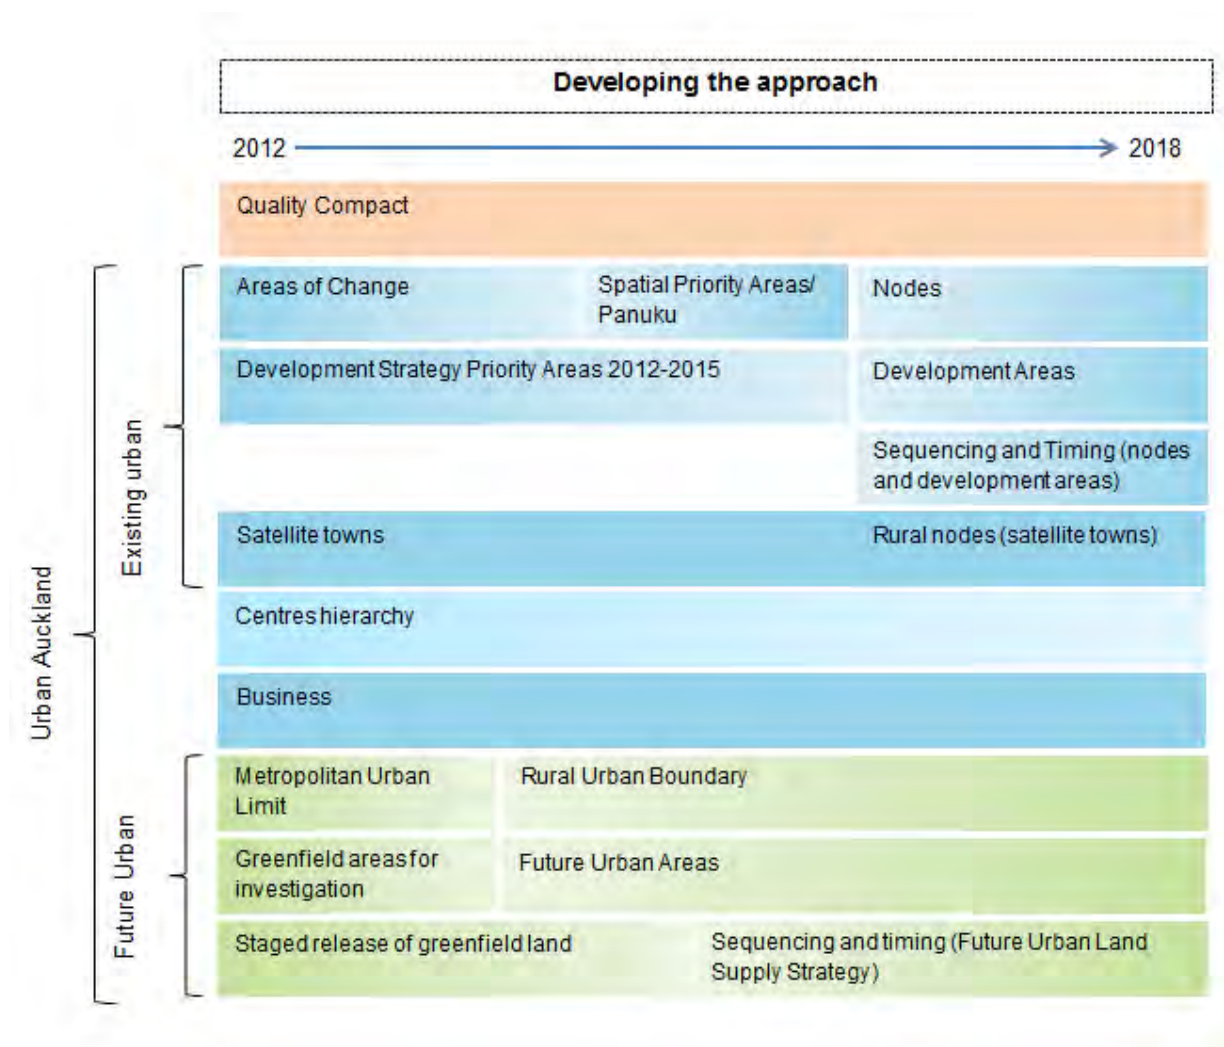 Developing the approach
2012
2018
Quality Compact
Areas of Change
Spatial Priority Areas/
Panuku
Nodes
Development Strategy Priority Areas 2012-2015
Development Areas
Sequencing and Timing (nodes
and development areas)
Existing urban
Satellite towns
Rural nodes (satellite towns)
Centres hierarchy
Urban Auckland
Business
Metropolitan Urban
Limit
Rural Urban Boundary
Greenfield areas for
investigation
Future Urban Areas
Future Urban
Staged release of greenfield land
Sequencing and timing (Future Urban Land
Supply Strategy)